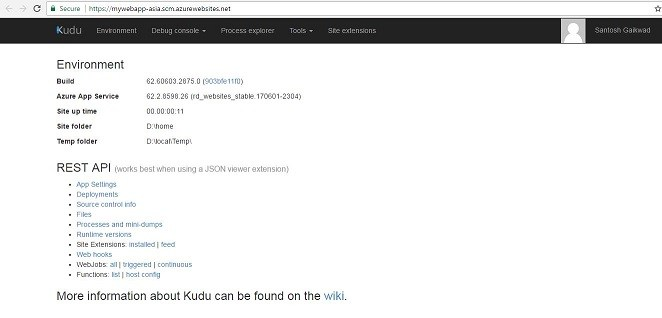 Secure | https://mywebapp-asia.scm.azurewebsites.net
Kudu Environment Debug console Process explorer Tools Site extensions Santosh Gaikwad
Environment
Build 62.60603.2875.0 (903bfe11f0)
Azure App Service 62.2.8598.26 (rd_websites_stable:170601-2304)
Site up time 00.00:00:11
Site folder D:\home
Temp folder D:\local\Temp\
REST API (works best when using a JSON viewer extension)
• App Settings
• Deployments
• Source control info
• Files
• Processes and mini-dumps
• Runtime versions
• Site Extensions: installed | feed
• Web hooks
• WebJobs: all | triggered | continuous
• Functions: list | host config
More information about Kudu can be found on the wiki.